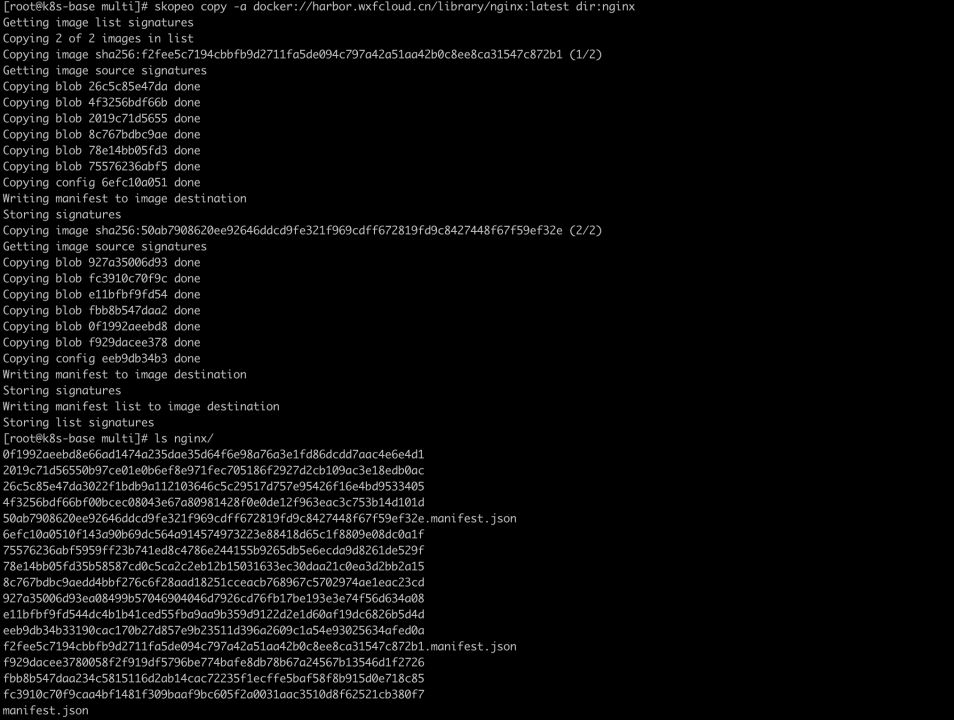 [root@k8s-base multi]# skopeo copy -a docker://harbor.wxfcloud.cn/library/nginx:latest dir:nginx
Getting image list signatures
Copying 2 of 2 images in list
Copying image sha256:f2fee5c7194cbbfb9d2711fa5de094c797a42a51aa42b0c8ee8ca31547c872b1 (1/2)
Getting image source signatures
Copying blob 26c5c85e47da done
Copying blob 4f3256bdf66b done
Copying blob 2019c71d5655 done
Copying blob 8c767bdbc9ae done
Copying blob 78e14bb05fd3 done
Copying blob 75576236abf5 done
Copying config 6efc10a051 done
Writing manifest to image destination
Storing signatures
Copying image sha256:50ab7908620ee92646ddcd9fe321f969cdff672819fd9c8427448f67f59ef32e (2/2)
Getting image source signatures
Copying blob 927a35006d93 done
Copying blob fc3910c70f9c done
Copying blob e11bfbf9fd54 done
Copying blob fbb8b547daa2 done
Copying blob 0f1992aeebd8 done
Copying blob f929dacee378 done
Copying config eeb9db34b3 done
Writing manifest to image destination
Storing signatures
Writing manifest list to image destination
Storing list signatures
[root@k8s-base multi]# ls nginx/
0f1992aeebd8e66ad1474a235dae35d64f6e98a76a3e1fd86dcdd7aac4e6e4d1
2019c71d56550b97ce01e0b6ef8e971fec705186f2927d2cb109ac3e18edb0ac
26c5c85e47da3022f1bdb9a112103646c5c29517d757e95426f16e4bd9533405
4f3256bdf66bf00bcec08043e67a80981428f0e0de12f963eac3c753b14d101d
50ab7908620ee92646ddcd9fe321f969cdff672819fd9c8427448f67f59ef32e.manifest.json
6efc10a0510f143a90b69dc564a914574973223e88418d65c1f8809e08dc0a1f
75576236abf5959ff23b741ed8c4786e244155b9265db5e6ecda9d8261de529f
78e14bb05fd35b58587cd0c5ca2c2eb12b15031633ec30daa21c0ea3d2bb2a15
8c767bdbc9aedd4bbf276c6f28aad18251cceacb768967c5702974ae1eac23cd
927a35006d93ea08499b57046904046d7926cd76fb17be193e3e74f56d634a08
e11bfbf9fd544dc4b1b41ced55fba9aa9b359d9122d2e1d60af19dc6826b5d4d
eeb9db34b33190cac170b27d857e9b23511d396a2609c1a54e93025634afed0a
f2fee5c7194cbbfb9d2711fa5de094c797a42a51aa42b0c8ee8ca31547c872b1.manifest.json
f929dacee3780058f2f919df5796be774bafe8db78b67a24567b13546d1f2726
fbb8b547daa234c5815116d2ab14cac72235f1ecffe5baf58f8b915d0e718c85
fc3910c70f9caa4bf1481f309baaf9bc605f2a0031aac3510d8f62521cb380f7
manifest.json